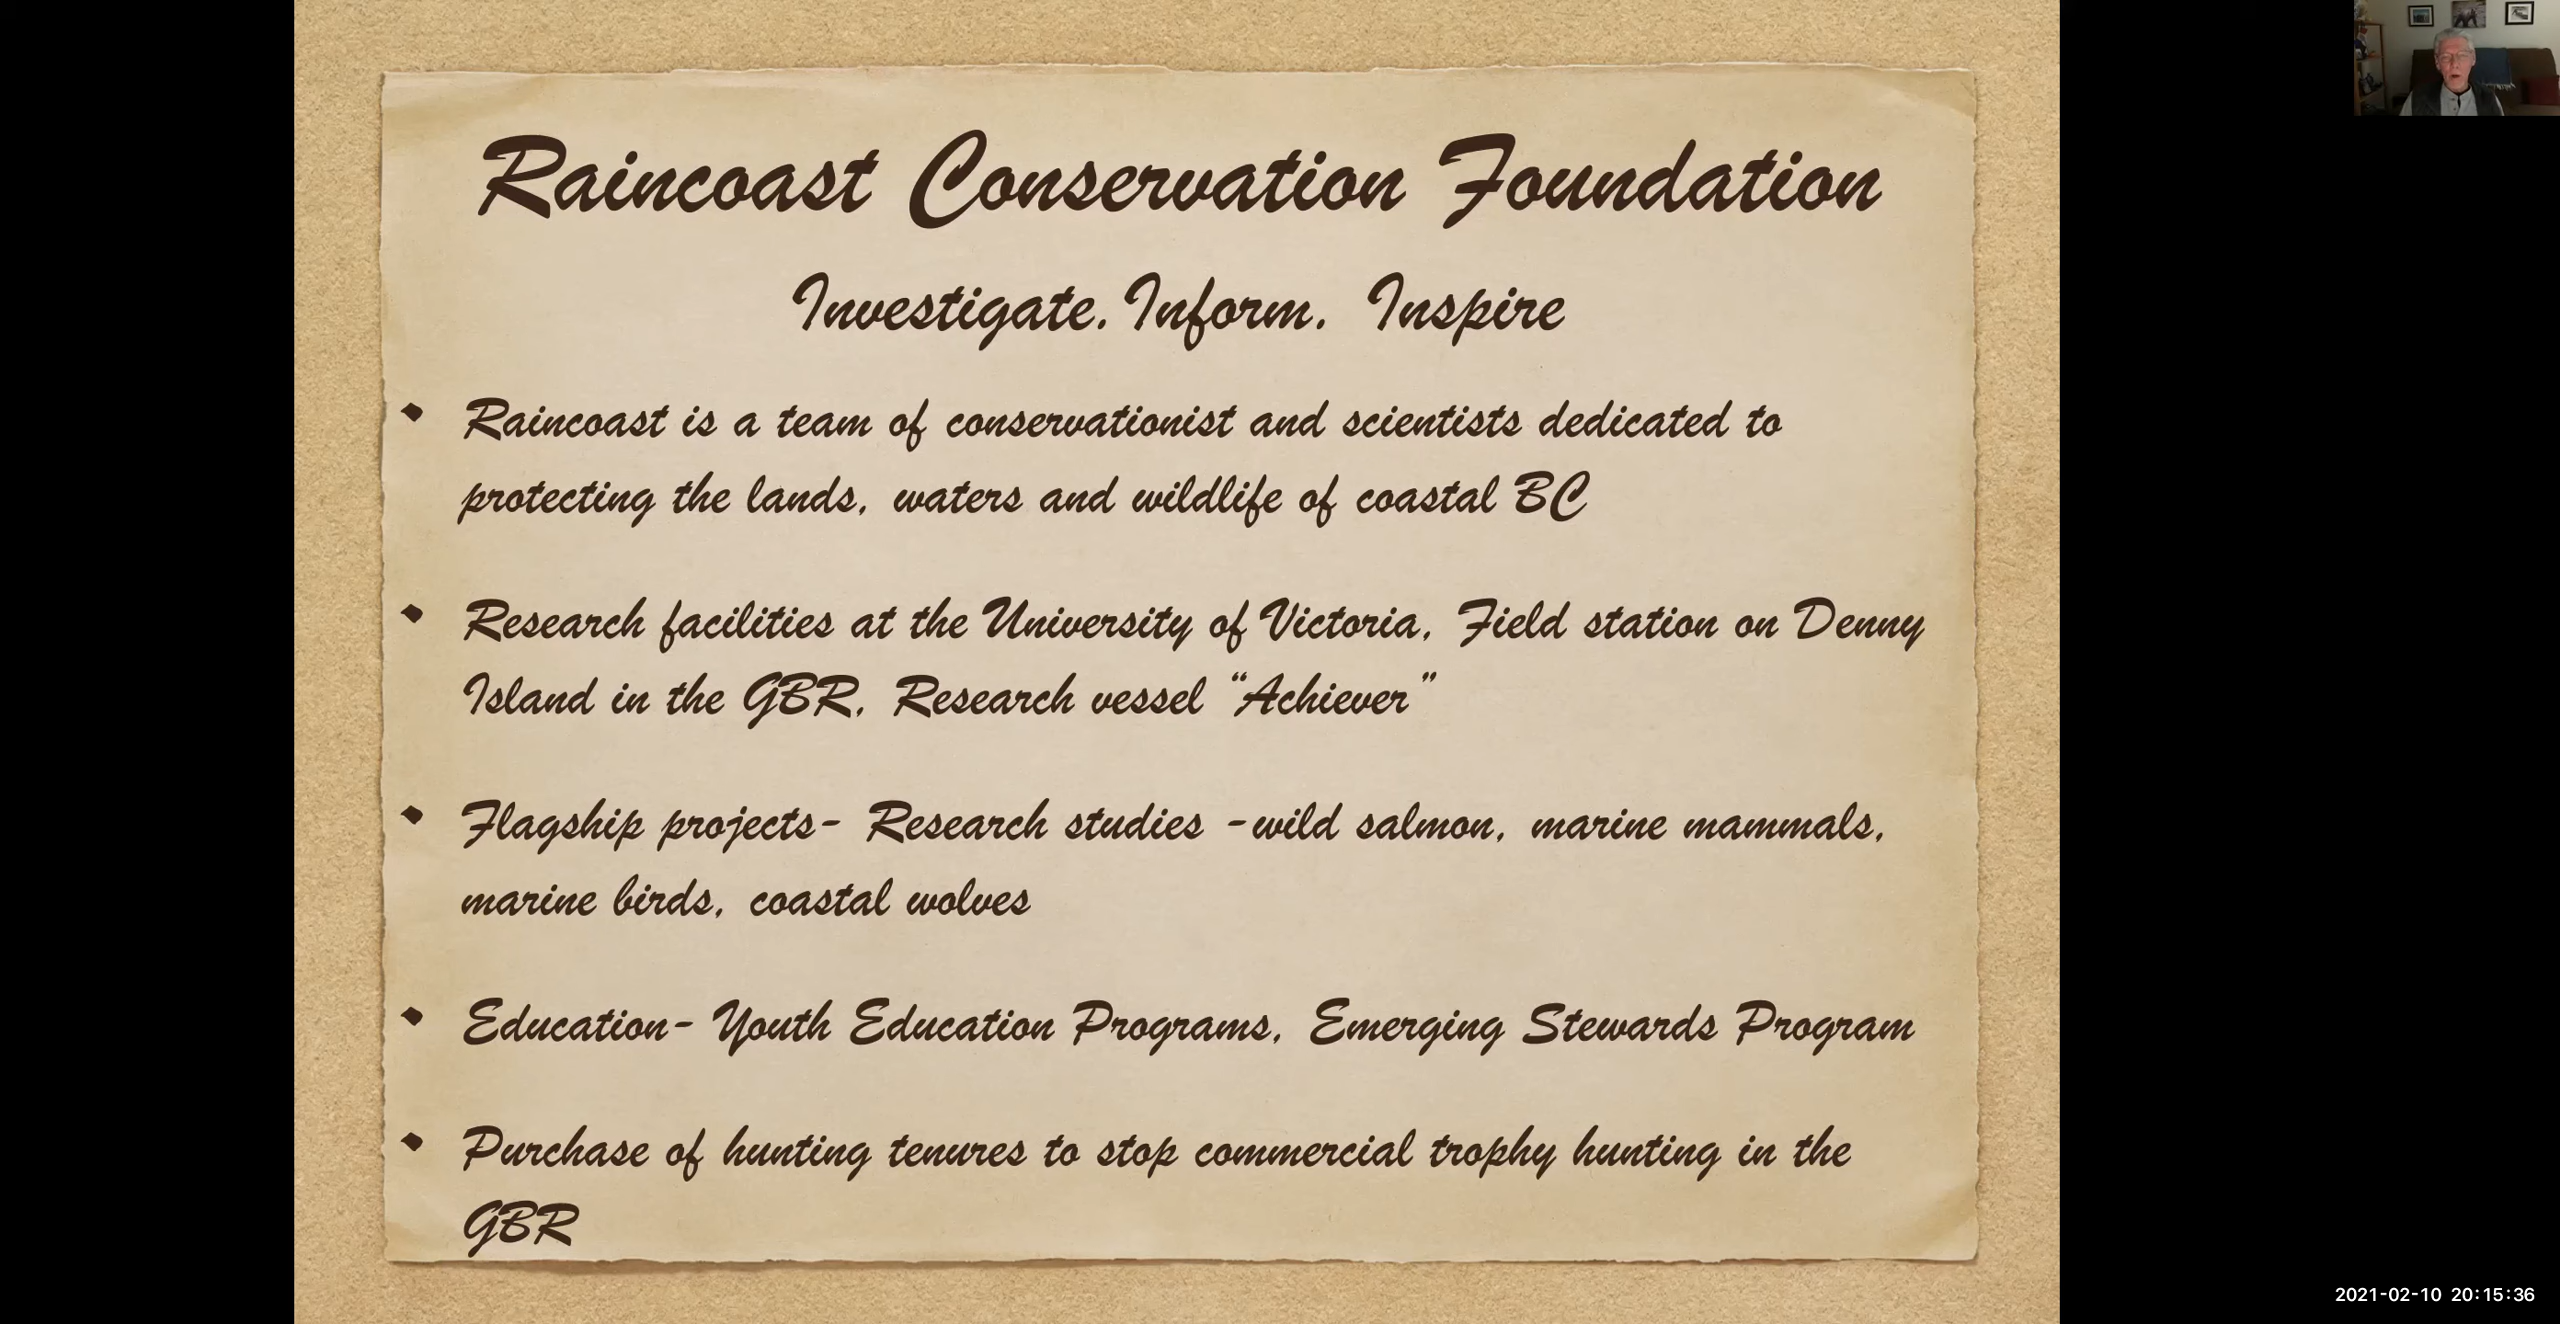 Raincoast Conservation Foundation
Investigate. Inform. Inspire
• Raincoast is a team of conservationist and scientists dedicated to
protecting the lands, waters and wildlife of coastal BC
• Research facilities at the University of Victoria, Field station on Denny
Island in the GBR, Research vessel “Achiever”
• Flagship projects- Research studies -wild salmon, marine mammals,
marine birds, coastal wolves
• Education- Youth Education Programs, Emerging Stewards Program
• Purchase of hunting tenures to stop commercial trophy hunting in the
GBR
2021-02-10 20:15:36